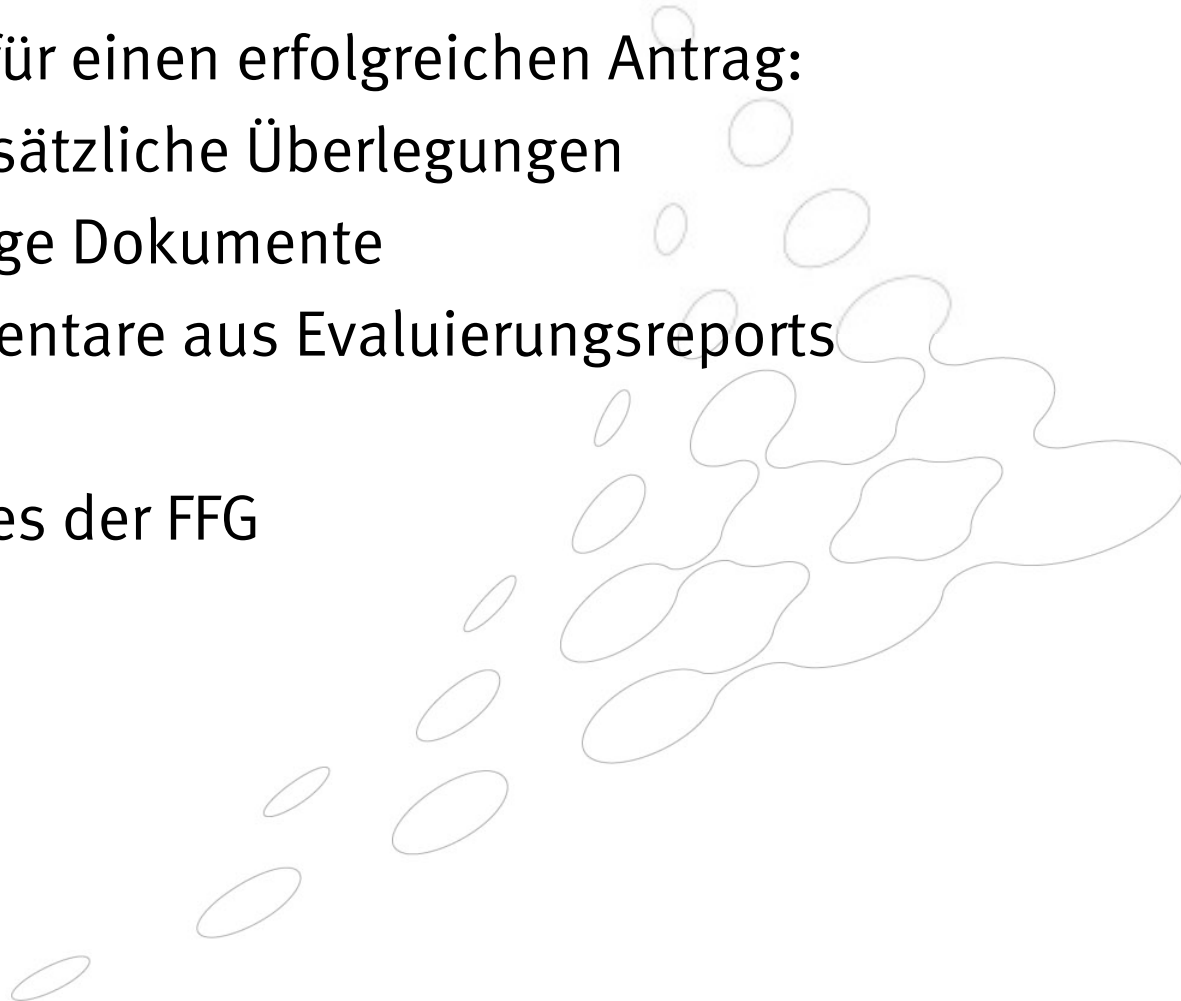 für einen erfolgreichen Antrag:
sätzliche Überlegungen
ge Dokumente
entare aus Evaluierungsreports
es der FFG